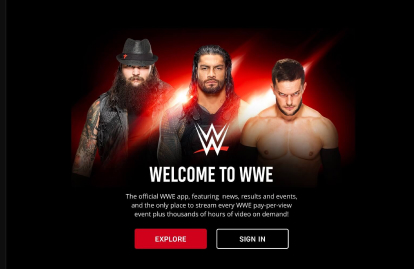 W
WELCOME TO WWE
The official WWE app, featuring news, results and events,
and the only place to stream every WWE pay-per-view
event plus thousands of hours of video on demand!
EXPLORE
SIGN IN